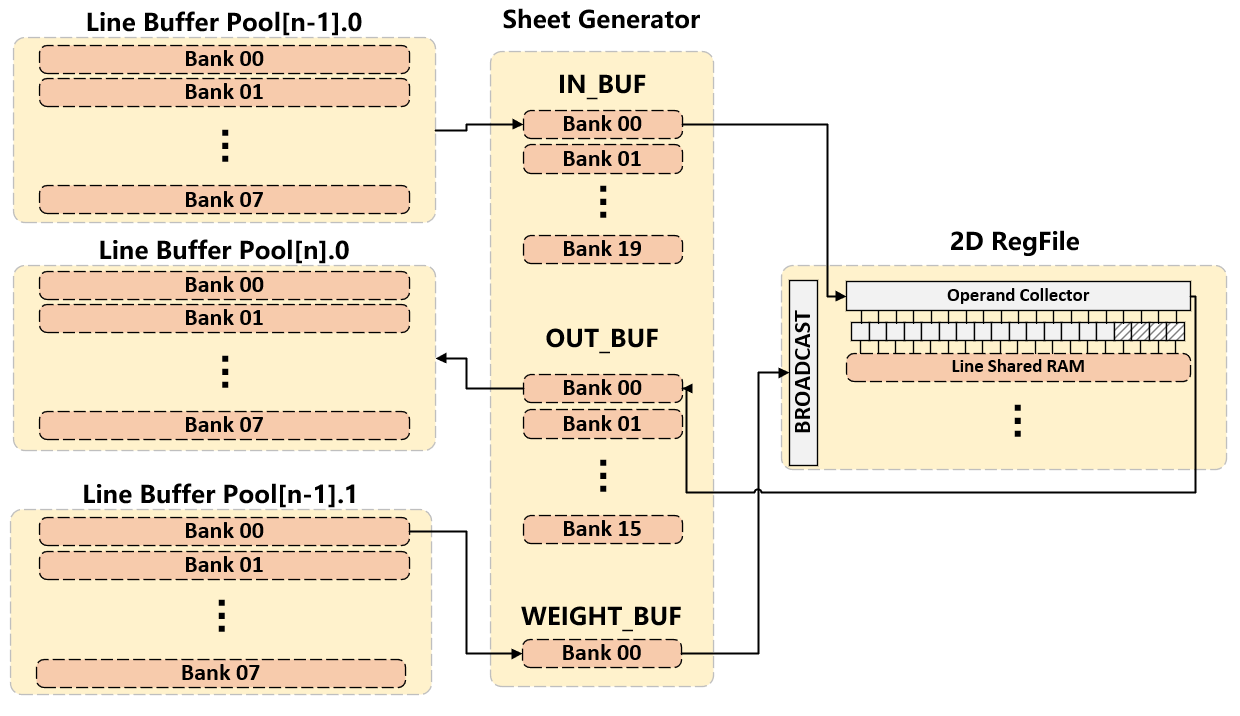 Line Buffer Pool[n-1].0
Bank 00
Bank 01
Bank 07
Line Buffer Pool[n].0
Bank 00
Bank 01
Bank 07
Line Buffer Pool[n-1].1
Bank 00
Bank 01
Bank 07
Sheet Generator
IN_BUF
Bank 00
Bank 01
Bank 19
OUT_BUF
Bank 00
Bank 01
Bank 15
WEIGHT_BUF
Bank 00
2D RegFile
BROADCAST
Operand Collector
Line Shared RAM